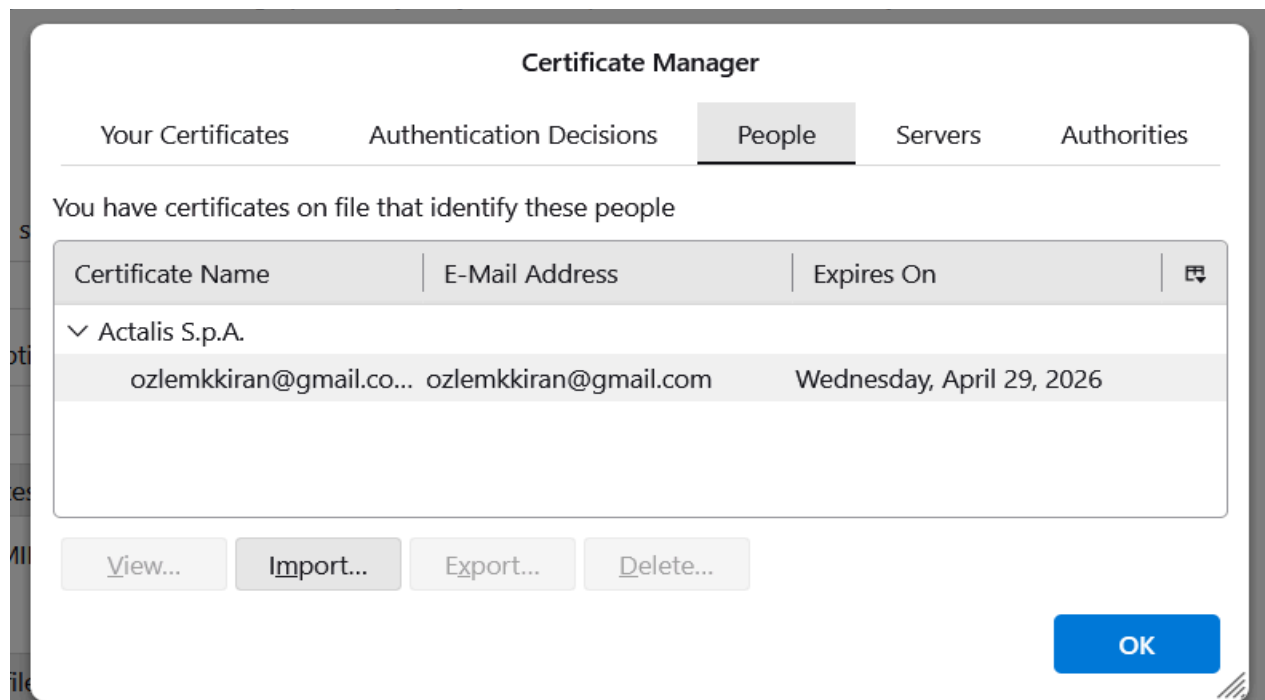 Certificate Manager
Your Certificates Authentication Decisions People Servers Authorities
You have certificates on file that identify these people
Certificate Name E-Mail Address Expires On
Actalis S.p.A.
ozlemkkiran@gmail.co... ozlemkkiran@gmail.com Wednesday, April 29, 2026
View... Import... Export... Delete...
OK